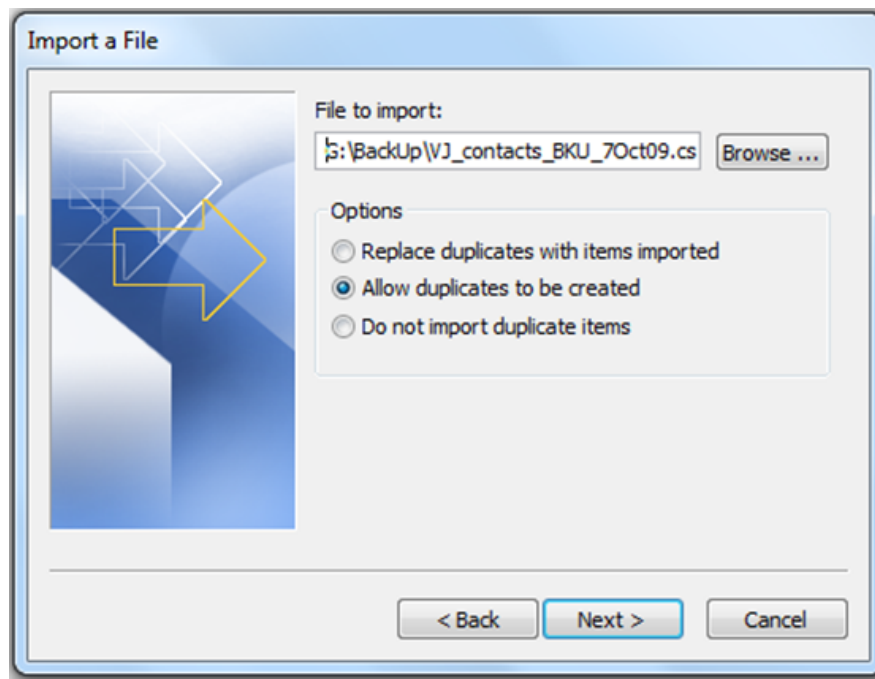 Import a File
File to import:
G:\BackUp\VJ_contacts_BKU_7Oct09.cs
Browse ...
Options
Replace duplicates with items imported
Allow duplicates to be created
Do not import duplicate items
< Back
Next >
Cancel